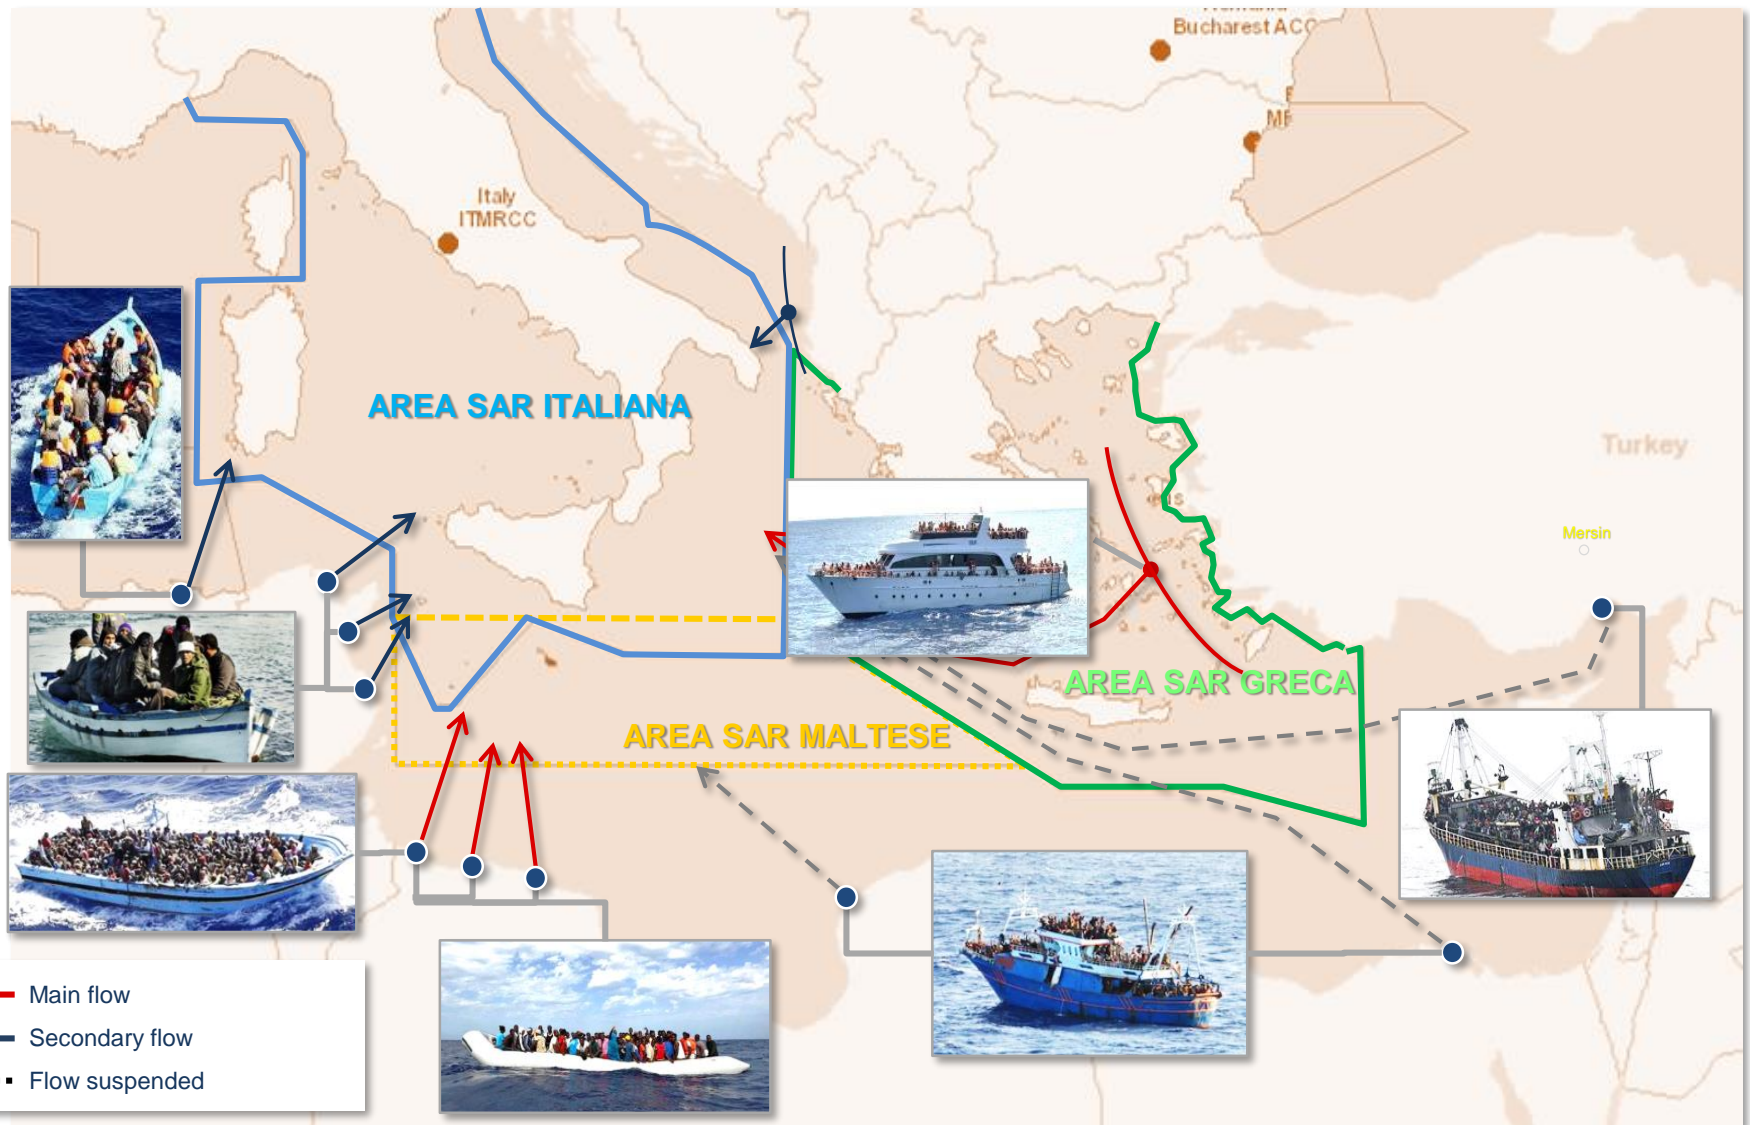 Bucharest ACC
Italy
ITMRCC
AREA SAR ITALIANA
Turkey
Mersin
AREA SAR GRECA
AREA SAR MALTESE
Main flow
Secondary flow
Flow suspended